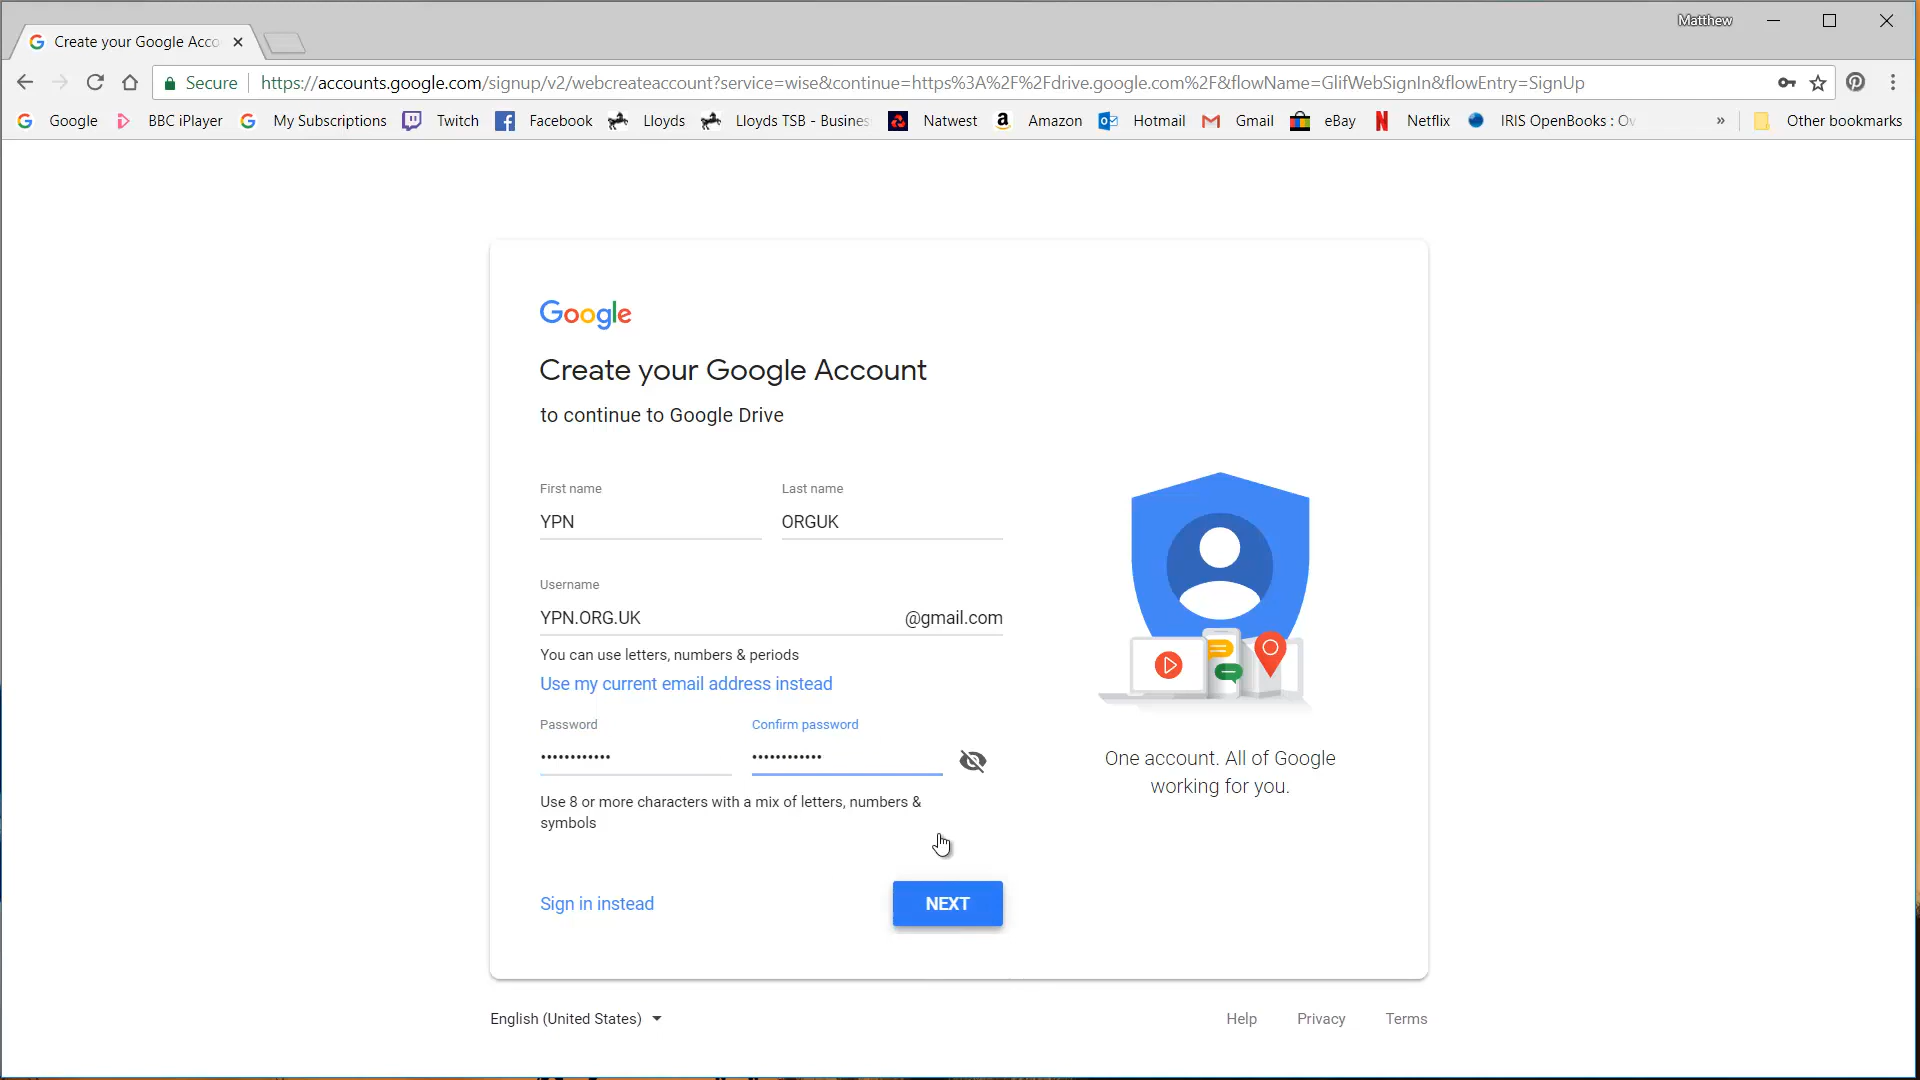 Matthew
Create your Google Acco
Secure https://accounts.google.com/signup/v2/webcreateaccount?service=wise&continue=https%3A%2F%2Fdrive.google.com%2F&flowName=GlifWebSignIn&flowEntry=SignUp
Google BBC iPlayer My Subscriptions Twitch Facebook Lloyds Lloyds TSB - Busines Natwest Amazon Hotmail Gmail eBay Netflix IRIS OpenBooks : Ov » Other bookmarks
Google
Create your Google Account
to continue to Google Drive
First name Last name
YPN ORGUK
Username
YPN.ORG.UK @gmail.com
You can use letters, numbers & periods
Use my current email address instead
Password Confirm password
•••••••••••• ••••••••••••
Use 8 or more characters with a mix of letters, numbers &
symbols
Sign in instead NEXT
One account. All of Google
working for you.
English (United States) Help Privacy Terms